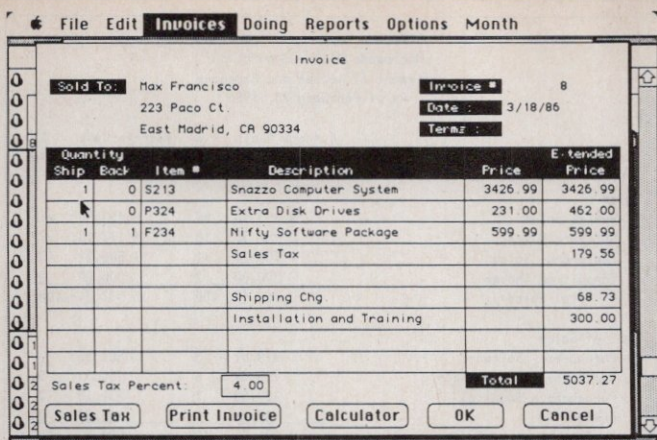 File Edit Invoices Doing Reports Options Month
Invoice
Sold To: Max Francisco Invoice # 8
223 Paco Ct. Date : 3/18/86
East Madrid, CA 90334 Terms :
Quantity Extended
Ship Back Item # Description Price Price
1 0 S213 Snazzo Computer System 3426.99 3426.99
0 P324 Extra Disk Drives 231.00 462.00
1 1 F234 Nifty Software Package 599.99 599.99
Sales Tax 179.56
Shipping Chg. 68.73
Installation and Training 300.00
Sales Tax Percent: 4.00 Total 5037.27
Sales Tax Print Invoice Calculator OK Cancel